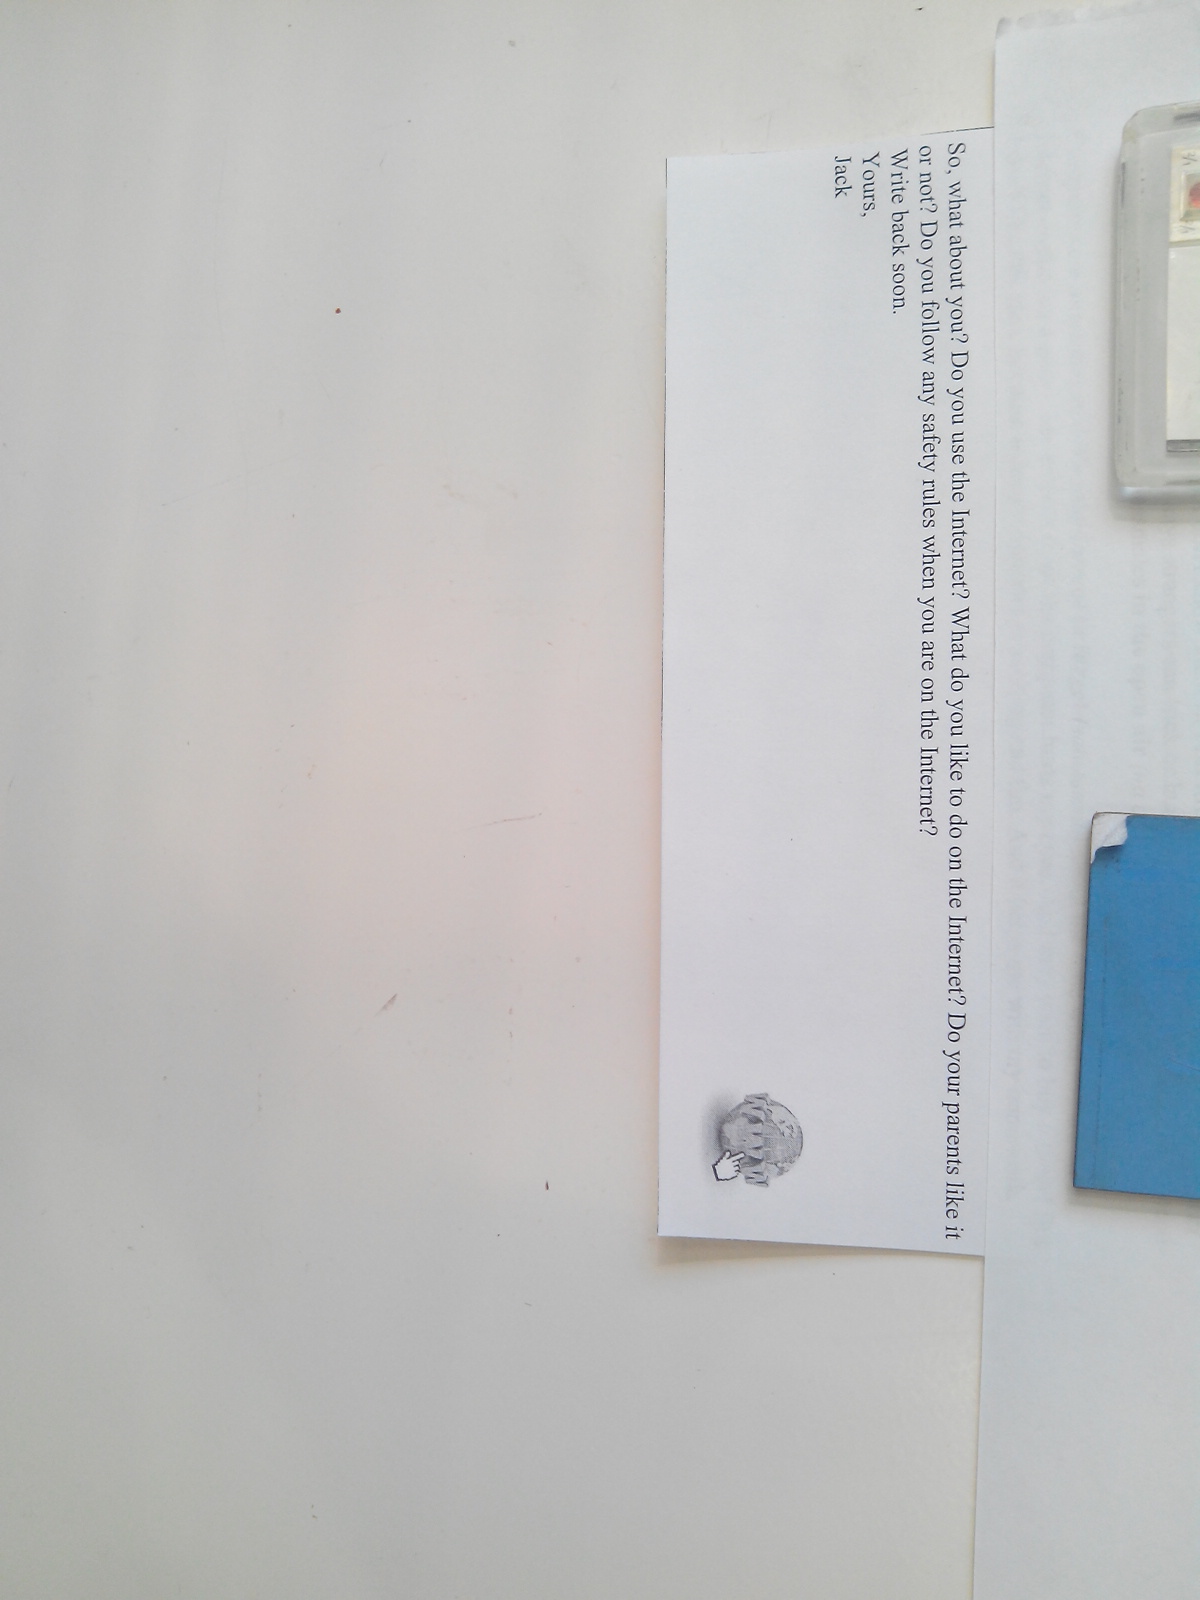 So, what about you? Do you use the Internet? What do you like to do on the Internet? Do your parents like it
or not? Do you follow any safety rules when you are on the Internet?
Write back soon.
Yours,
Jack
WWW